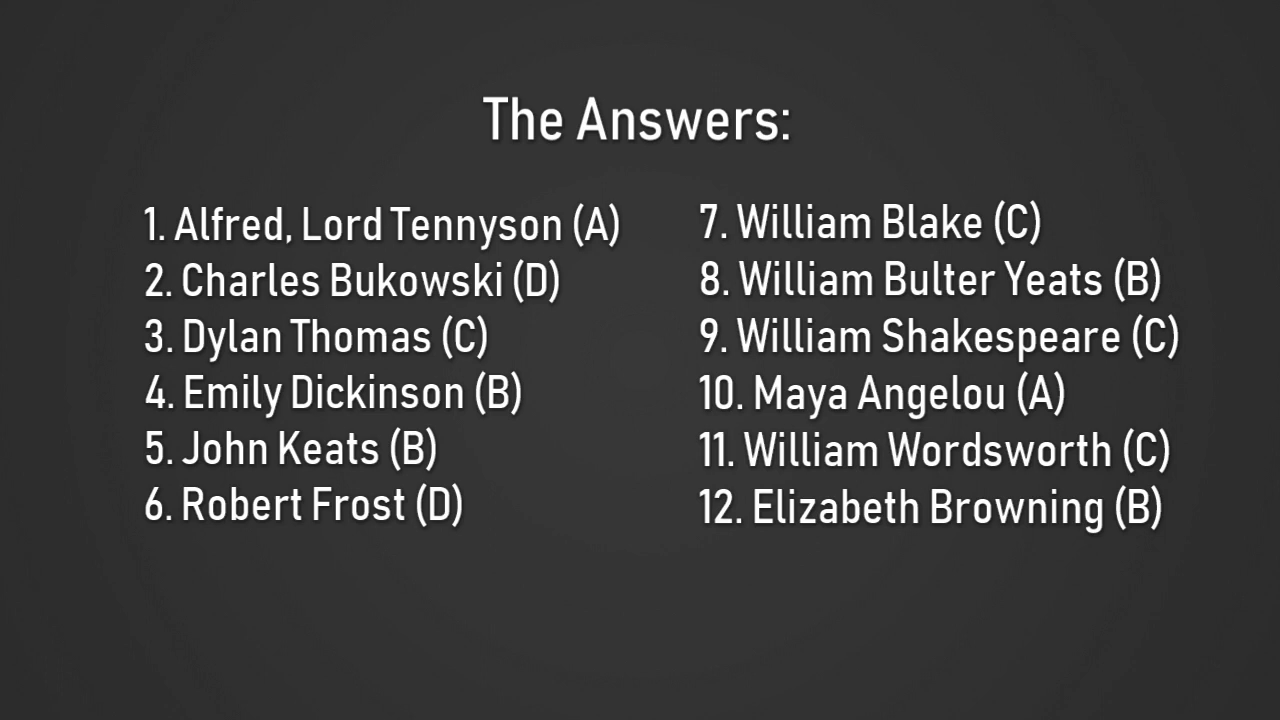 The Answers:
1. Alfred, Lord Tennyson (A)
2. Charles Bukowski (D)
3. Dylan Thomas (C)
4. Emily Dickinson (B)
5. John Keats (B)
6. Robert Frost (D)
7. William Blake (C)
8. William Bulter Yeats (B)
9. William Shakespeare (C)
10. Maya Angelou (A)
11. William Wordsworth (C)
12. Elizabeth Browning (B)